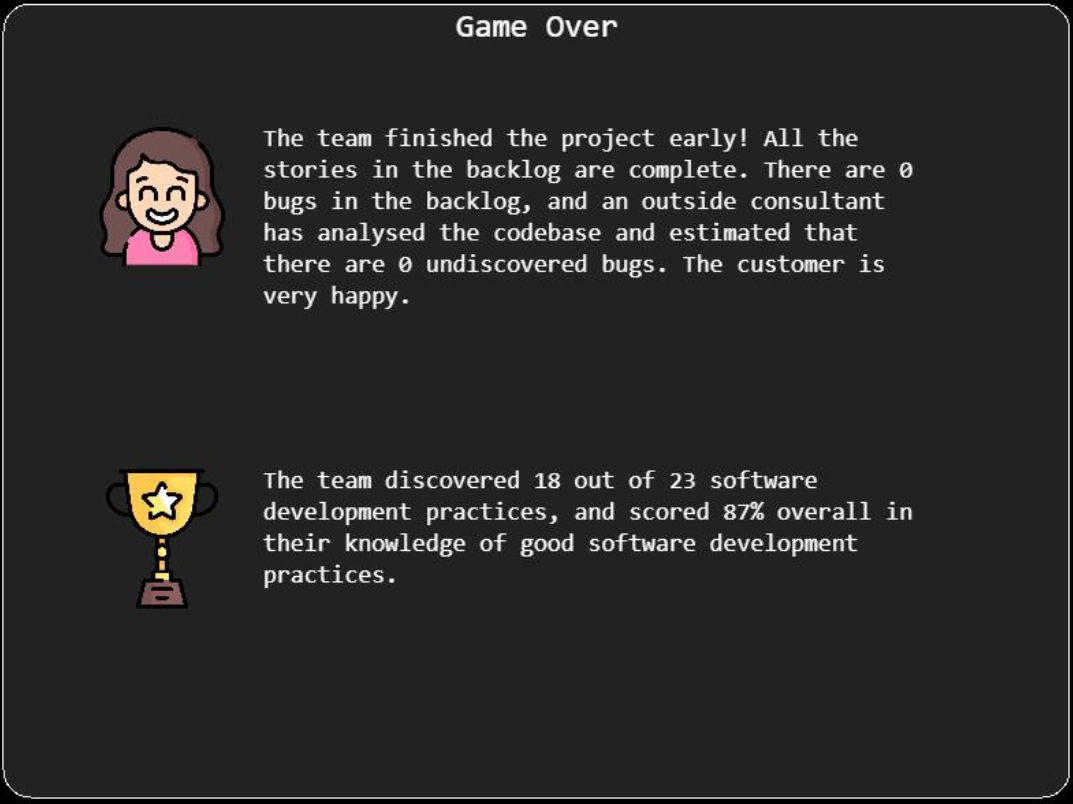 Game Over
The team finished the project early! All the
stories in the backlog are complete. There are 0
bugs in the backlog, and an outside consultant
has analysed the codebase and estimated that
there are 0 undiscovered bugs. The customer is
very happy.
The team discovered 18 out of 23 software
development practices, and scored 87% overall in
their knowledge of good software development
practices.